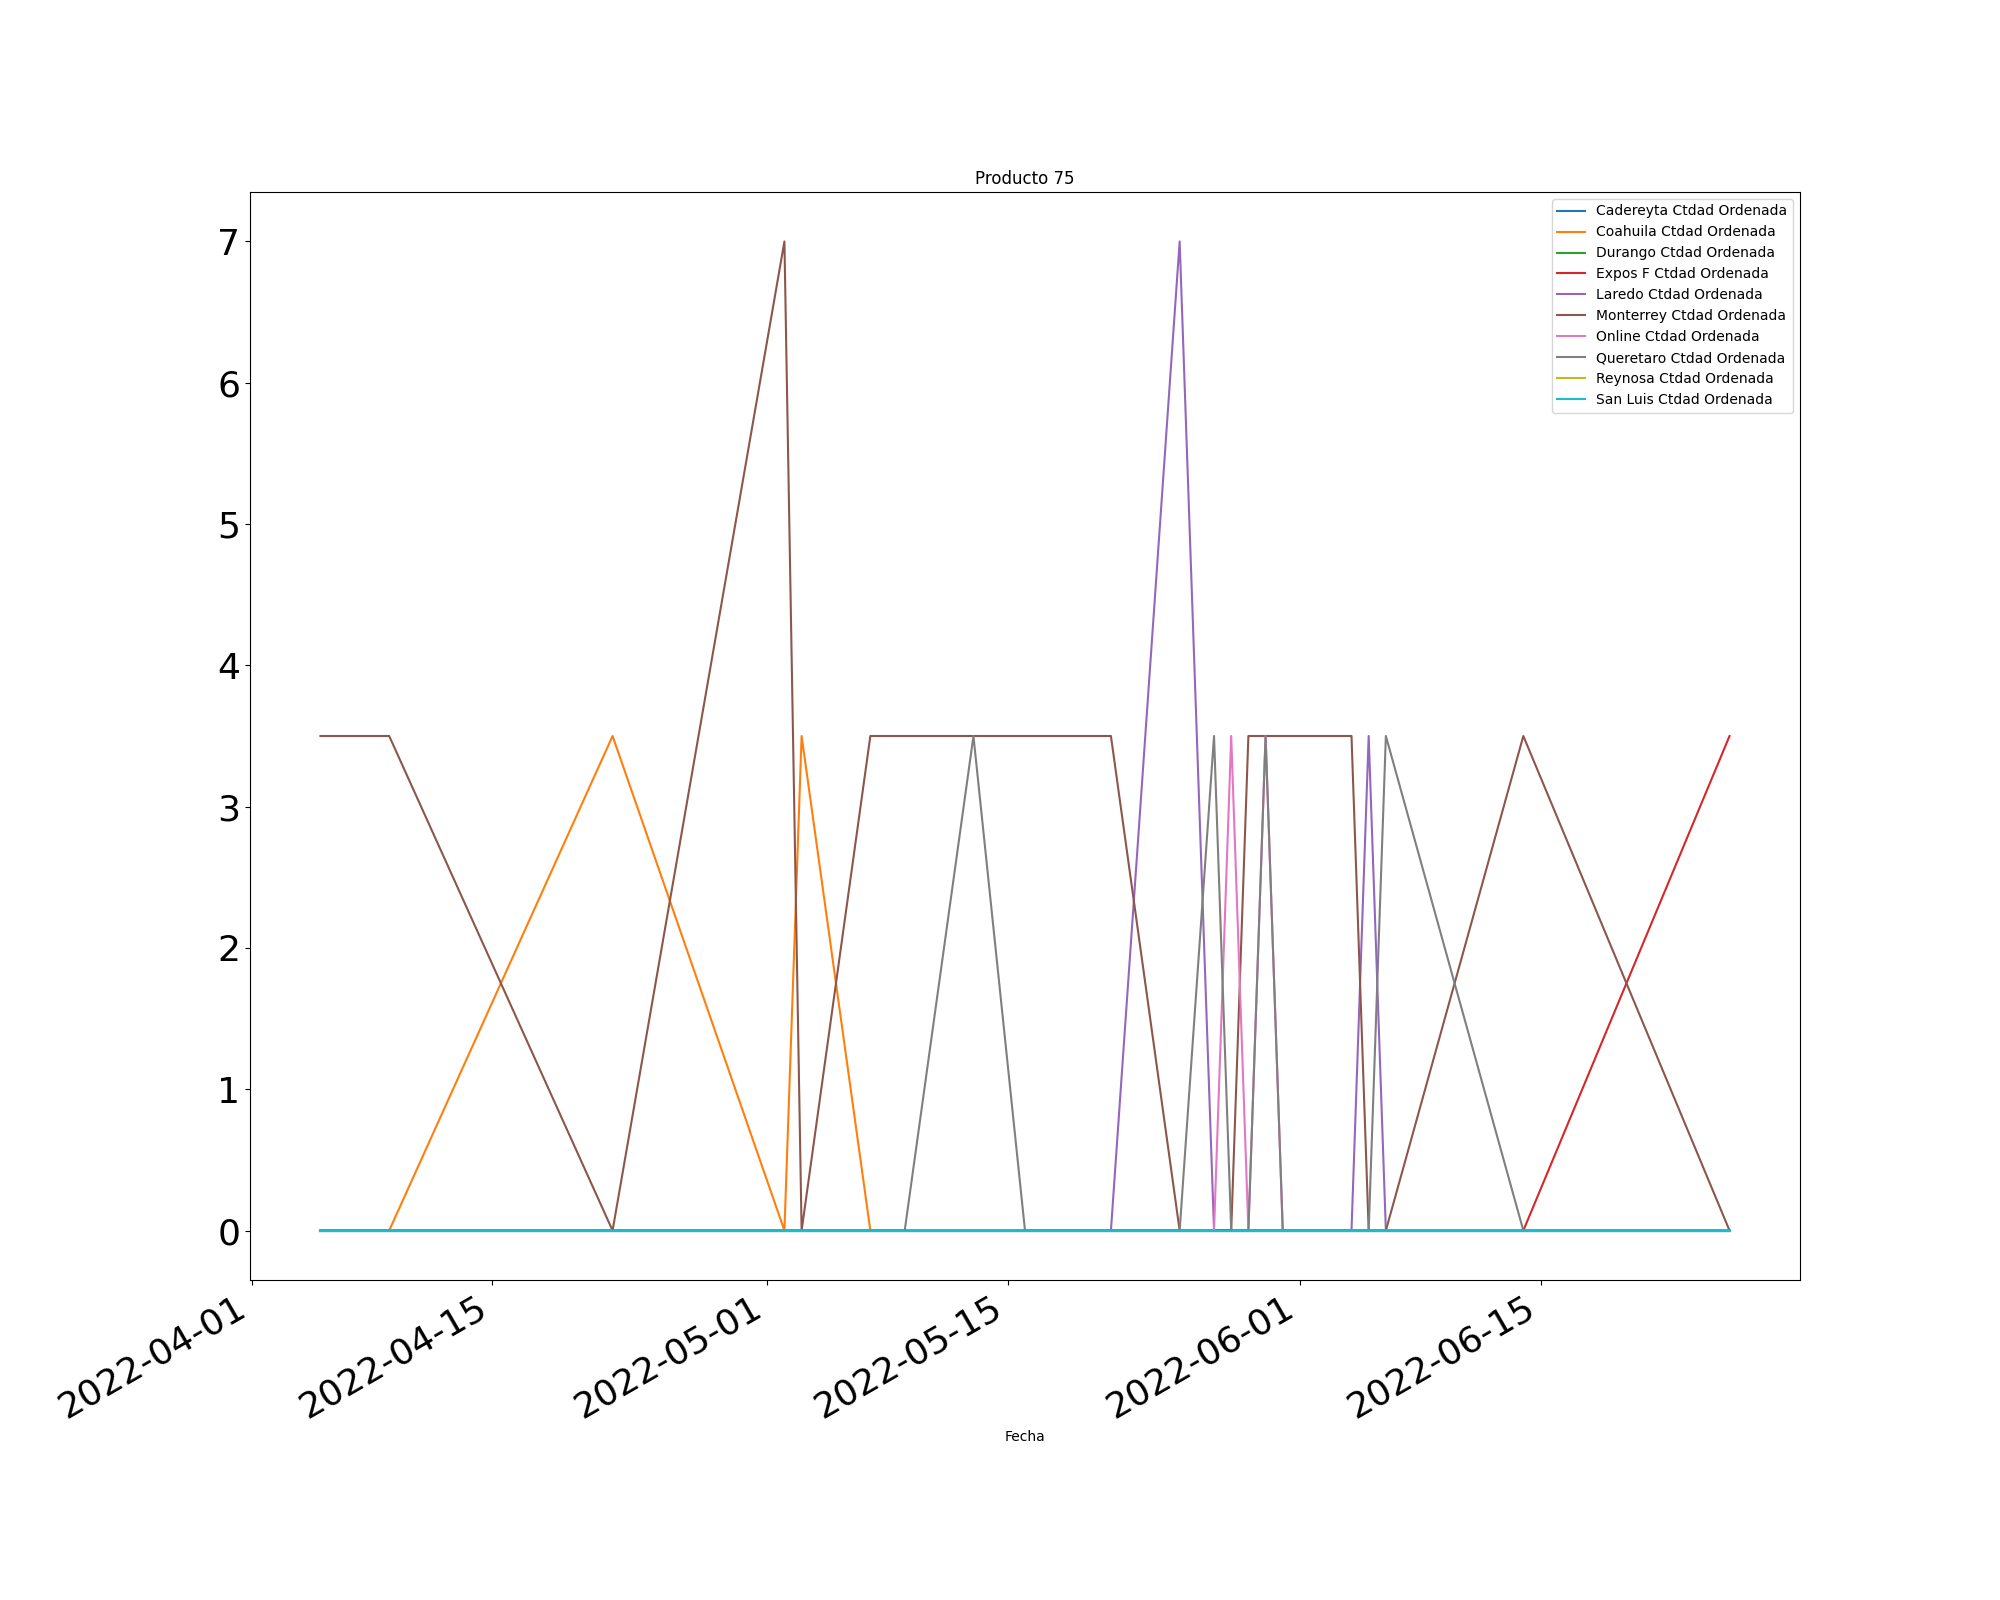 Producto 75
Cadereyta Ctdad Ordenada
Coahuila Ctdad Ordenada
Durango Ctdad Ordenada
Expos F Ctdad Ordenada
Laredo Ctdad Ordenada
Monterrey Ctdad Ordenada
Online Ctdad Ordenada
Queretaro Ctdad Ordenada
Reynosa Ctdad Ordenada
San Luis Ctdad Ordenada
7
6
5
4
3
2
1
0
2022-04-01
2022-04-15
2022-05-01
2022-05-15
2022-06-01
2022-06-15
Fecha